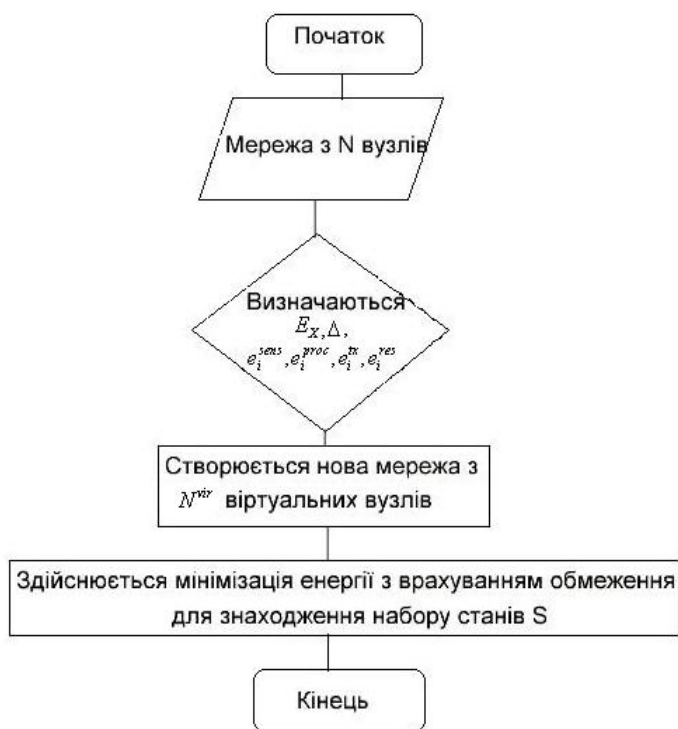 Початок
Мережа з N вузлів
Визначаються
E_X, Δ,
e_i^{sens}, e_i^{proc}, e_i^{tx}, e_i^{res}
Створюється нова мережа з
N^{vir} віртуальних вузлів
Здійснюється мінімізація енергії з врахуванням обмеження
для знаходження набору станів S
Кінець